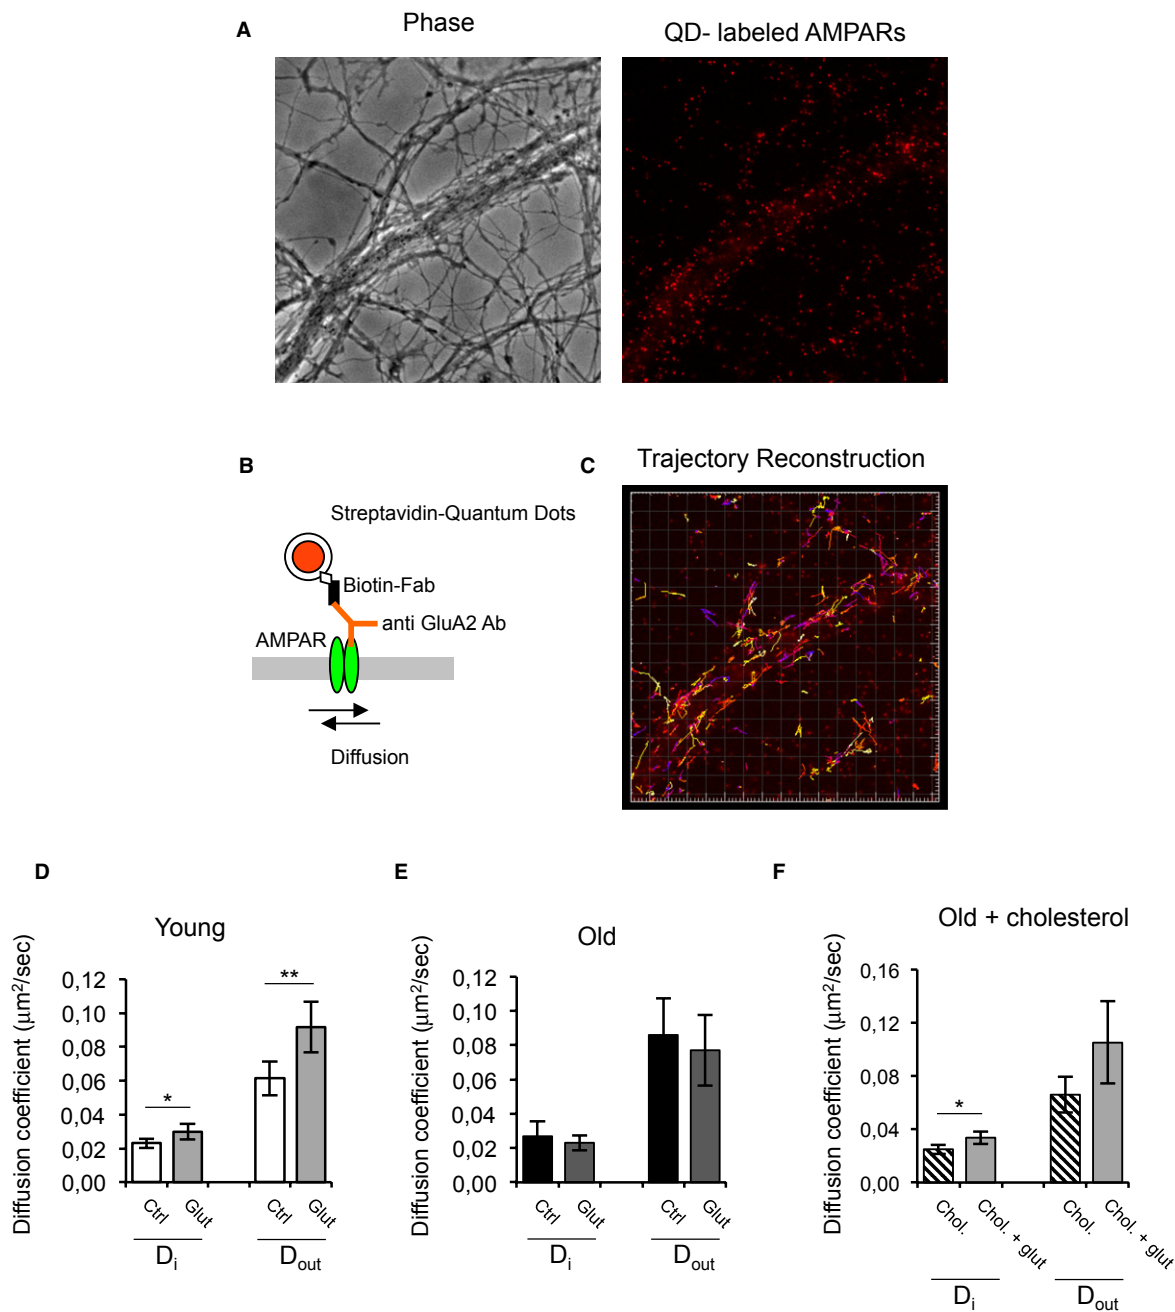 A
Phase
QD- labeled AMPARs
B
Streptavidin-Quantum Dots
Biotin-Fab
anti GluA2 Ab
AMPAR
Diffusion
C
Trajectory Reconstruction
D
Young
Diffusion coefficient (μm²/sec)
0,12
0,10
0,08
0,06
0,04
0,02
0,00
*
**
Ctrl Glut Ctrl Glut
Di Dout
E
Old
Diffusion coefficient (μm²/sec)
0,12
0,10
0,08
0,06
0,04
0,02
0,00
Ctrl Glut Ctrl Glut
Di Dout
F
Old + cholesterol
Diffusion coefficient (μm²/sec)
0,16
0,12
0,08
0,04
0,00
*
Chol. Chol. + glut Chol. Chol. + glut
Di Dout